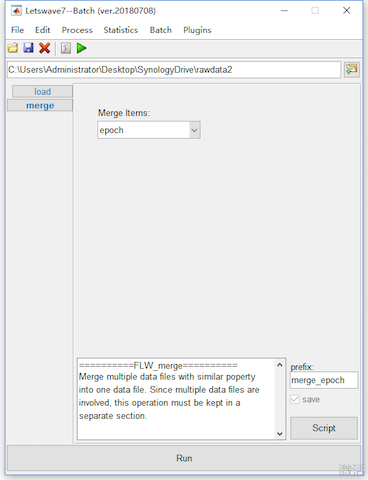 Letswave7--Batch (ver.20180708)
File Edit Process Statistics Batch Plugins
C:\Users\Administrator\Desktop\SynologyDrive\rawdata2
load
merge
Merge Items:
epoch
==========FLW_merge==========
Merge multiple data files with similar poperty
into one data file. Since multiple data files are
involved, this operation must be kept in a
separate section.
prefix:
merge_epoch
save
Script
Run
激活